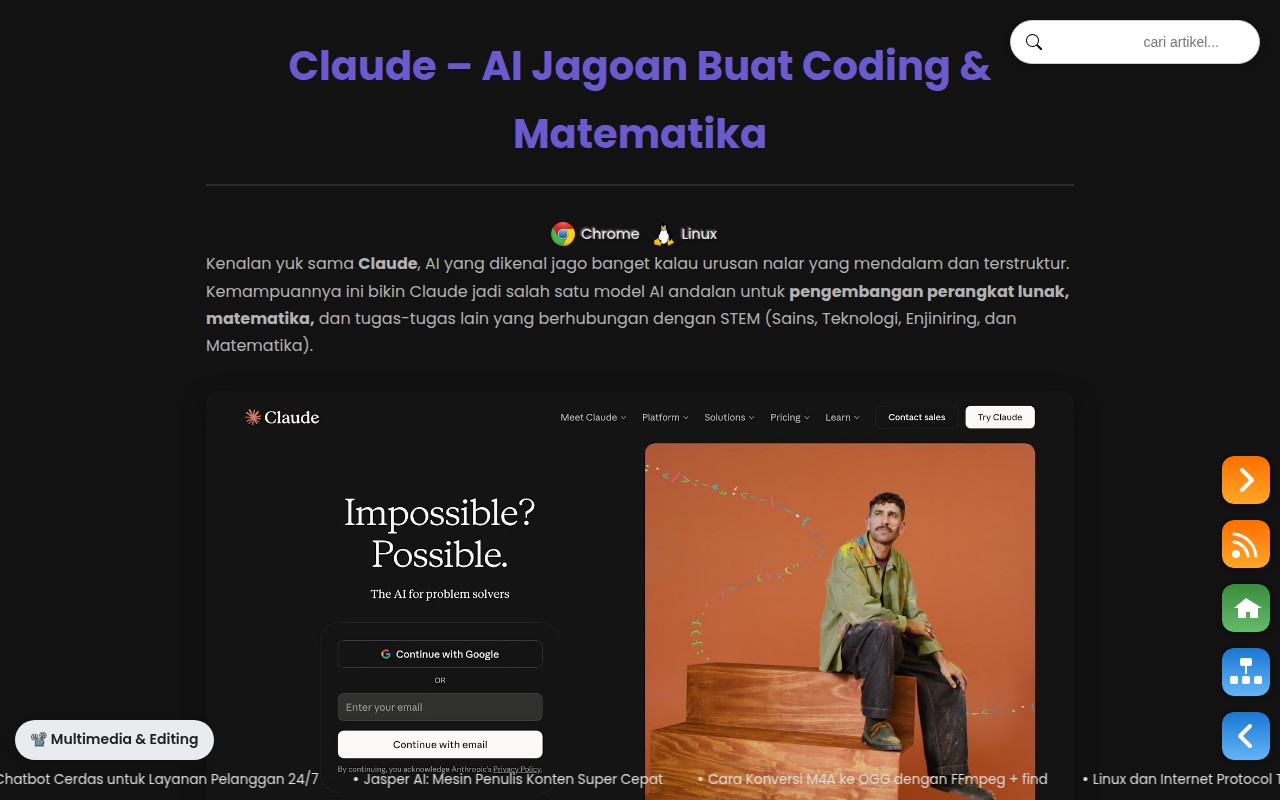 cari artikel...
Claude – AI Jagoan Buat Coding &
Matematika
Chrome Linux
Kenalan yuk sama Claude, AI yang dikenal jago banget kalau urusan nalar yang mendalam dan terstruktur.
Kemampuannya ini bikin Claude jadi salah satu model AI andalan untuk pengembangan perangkat lunak,
matematika, dan tugas-tugas lain yang berhubungan dengan STEM (Sains, Teknologi, Enjiniring, dan
Matematika).
Claude
Meet Claude Platform Solutions Pricing Learn Contact sales Try Claude
Impossible?
Possible.
The AI for problem solvers
Continue with Google
OR
Enter your email
Continue with email
By continuing, you acknowledge Anthropic's Privacy Policy.
Multimedia & Editing
Chatbot Cerdas untuk Layanan Pelanggan 24/7 • Jasper AI: Mesin Penulis Konten Super Cepat • Cara Konversi M4A ke OGG dengan FFmpeg + find • Linux dan Internet Protocol